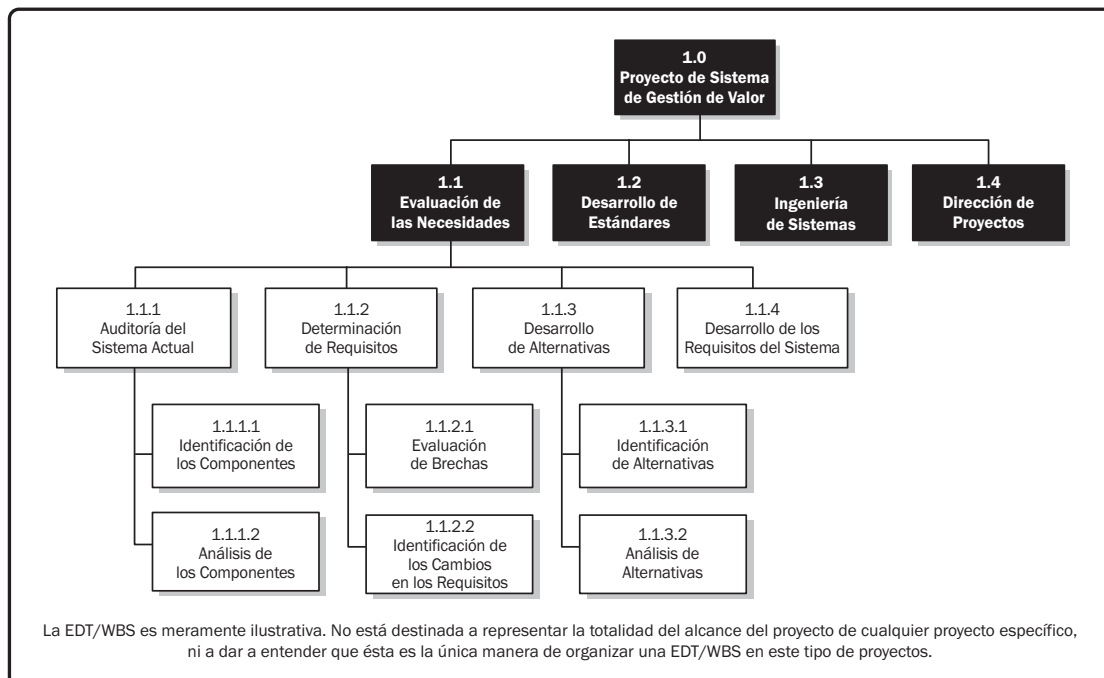 1.0
Proyecto de Sistema
de Gestión de Valor
1.1
Evaluación de
las Necesidades
1.2
Desarrollo de
Estándares
1.3
Ingeniería
de Sistemas
1.4
Dirección de
Proyectos
1.1.1
Auditoría del
Sistema Actual
1.1.2
Determinación
de Requisitos
1.1.3
Desarrollo
de Alternativas
1.1.4
Desarrollo de los
Requisitos del Sistema
1.1.1.1
Identificación de
los Componentes
1.1.2.1
Evaluación
de Brechas
1.1.3.1
Identificación
de Alternativas
1.1.1.2
Análisis de
los Componentes
1.1.2.2
Identificación de
los Cambios
en los Requisitos
1.1.3.2
Análisis de
Alternativas
La EDT/WBS es meramente ilustrativa. No está destinada a representar la totalidad del alcance del proyecto de cualquier proyecto específico,
ni a dar a entender que ésta es la única manera de organizar una EDT/WBS en este tipo de proyectos.